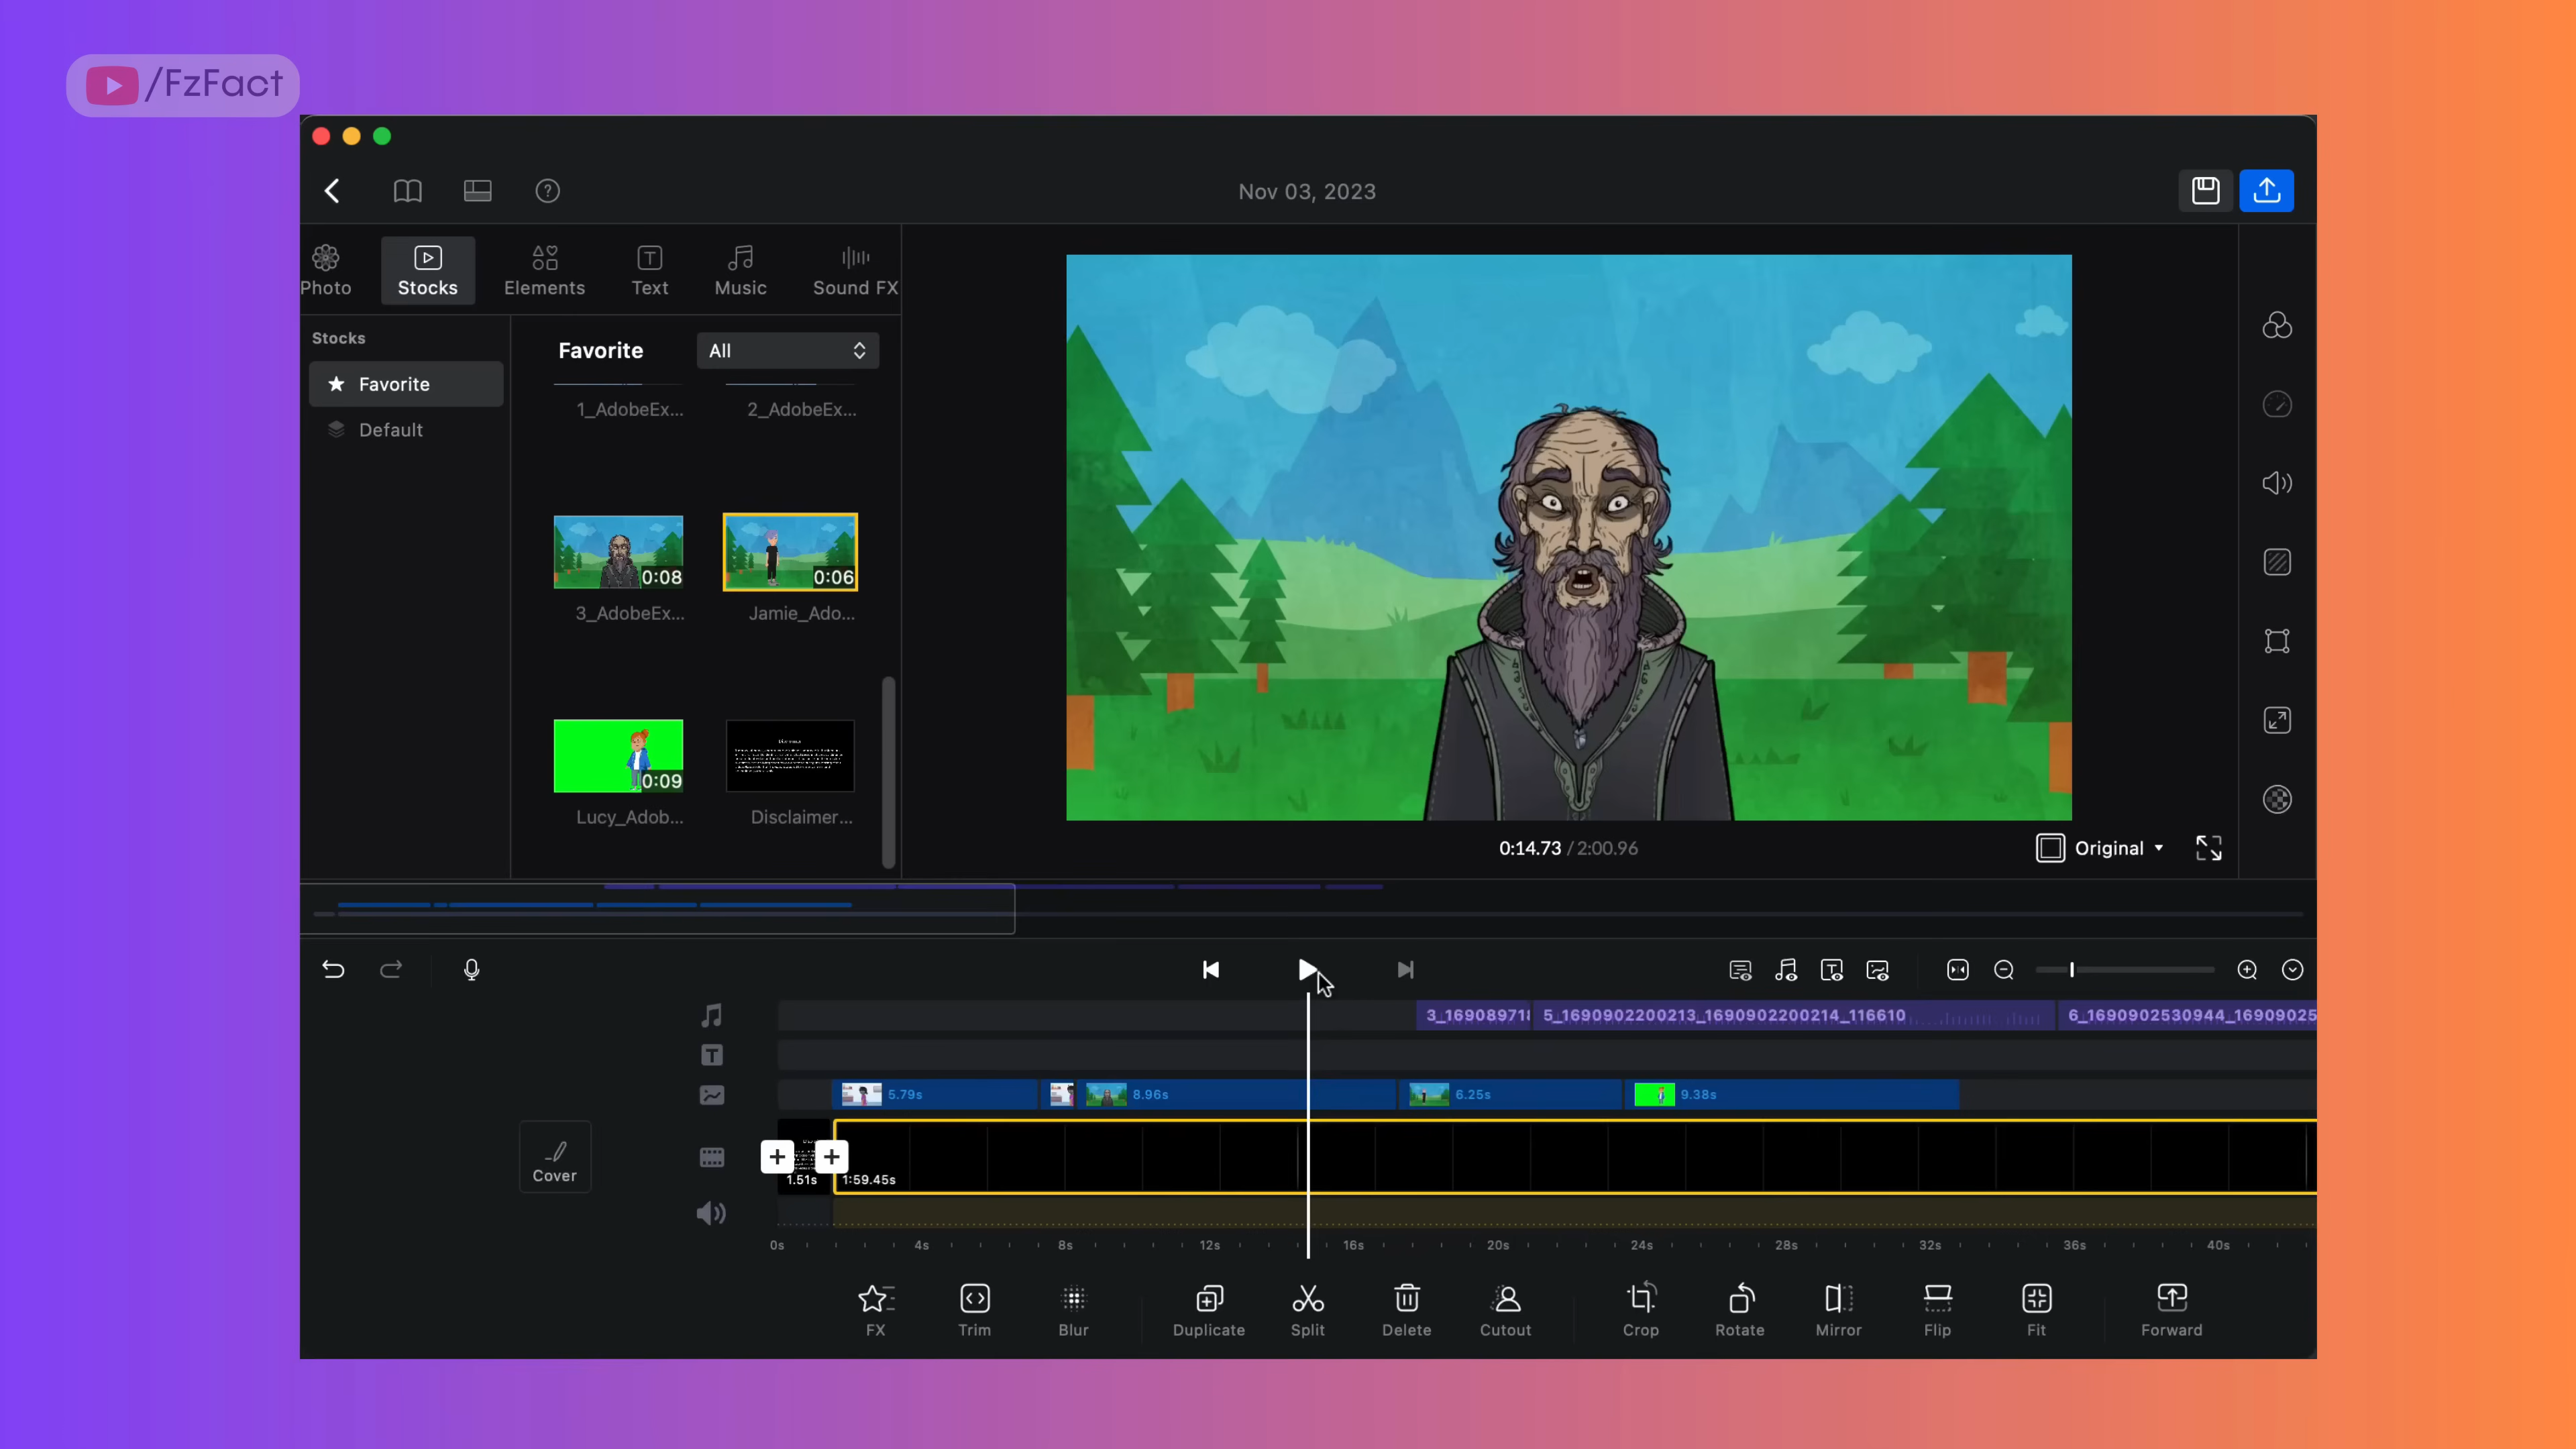 /FzFact
Nov 03, 2023
Photo
Stocks
Elements
Text
Music
Sound FX
Stocks
Favorite
Default
Favorite
All
1_AdobeEx...
2_AdobeEx...
0:08
0:06
3_AdobeEx...
Jamie_Ado...
0:09
Lucy_Adob...
Disclaimer...
0:14.73 / 2:00.96
Original
3_169089718
5_1690902200213_1690902200214_116610
6_1690902530944_16909025
5.79s
8.96s
6.25s
9.38s
Cover
1.51s
1:59.45s
0s 4s 8s 12s 16s 20s 24s 28s 32s 36s 40s
FX
Trim
Blur
Duplicate
Split
Delete
Cutout
Crop
Rotate
Mirror
Flip
Fit
Forward